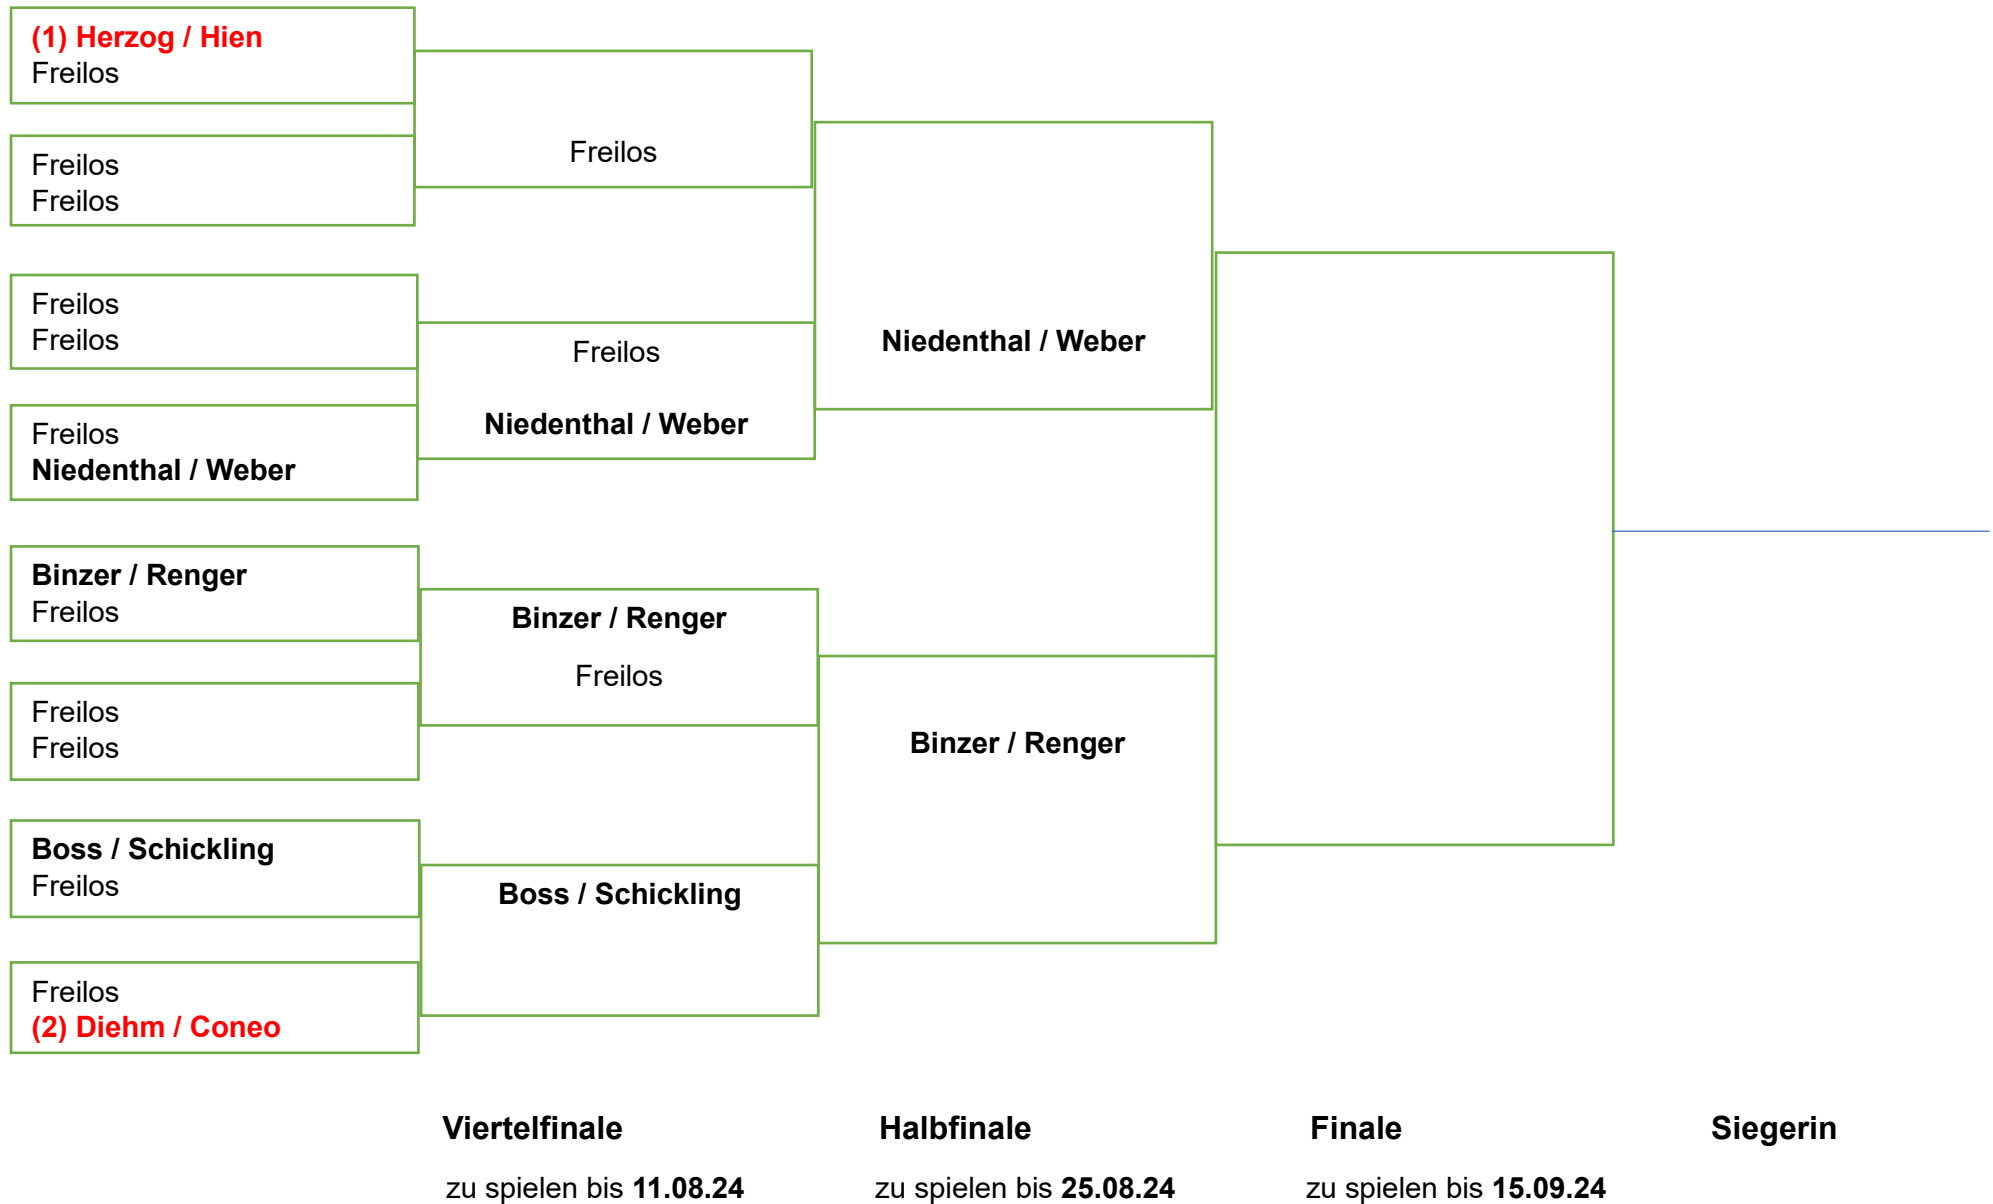 (1) Herzog / Hien
Freilos
Freilos
Freilos
Freilos
Freilos
Freilos
Niedenthal / Weber
Binzer / Renger
Freilos
Freilos
Freilos
Boss / Schickling
Freilos
Freilos
(2) Diehm / Coneo
Freilos
Freilos
Niedenthal / Weber
Binzer / Renger
Freilos
Boss / Schickling
Niedenthal / Weber
Binzer / Renger
Viertelfinale
zu spielen bis 11.08.24
Halbfinale
zu spielen bis 25.08.24
Finale
zu spielen bis 15.09.24
Siegerin